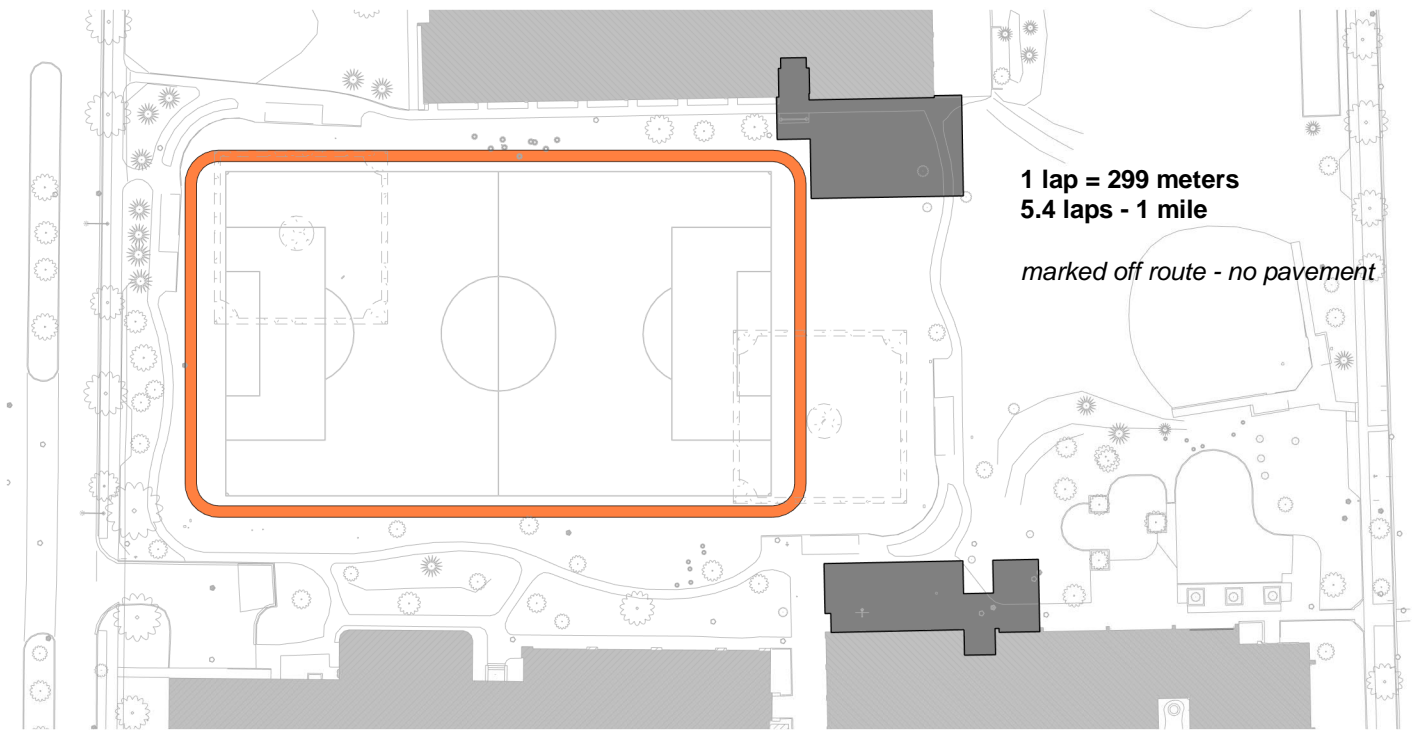 1 lap = 299 meters
5.4 laps - 1 mile
marked off route - no pavement